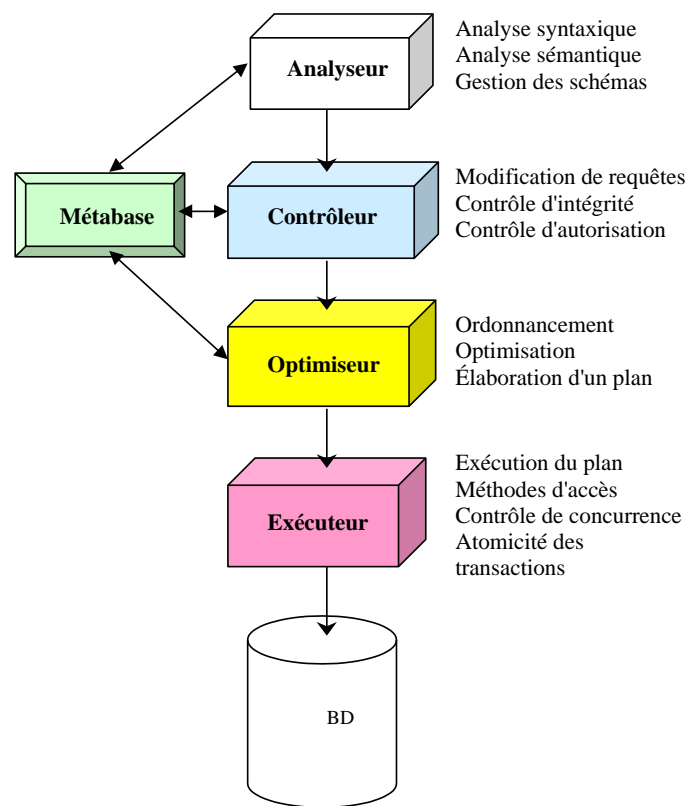 Analyseur
Analyse syntaxique
Analyse sémantique
Gestion des schémas
Métabase
Contrôleur
Modification de requêtes
Contrôle d'intégrité
Contrôle d'autorisation
Optimiseur
Ordonnancement
Optimisation
Élaboration d'un plan
Exécuteur
Exécution du plan
Méthodes d'accès
Contrôle de concurrence
Atomicité des
transactions
BD